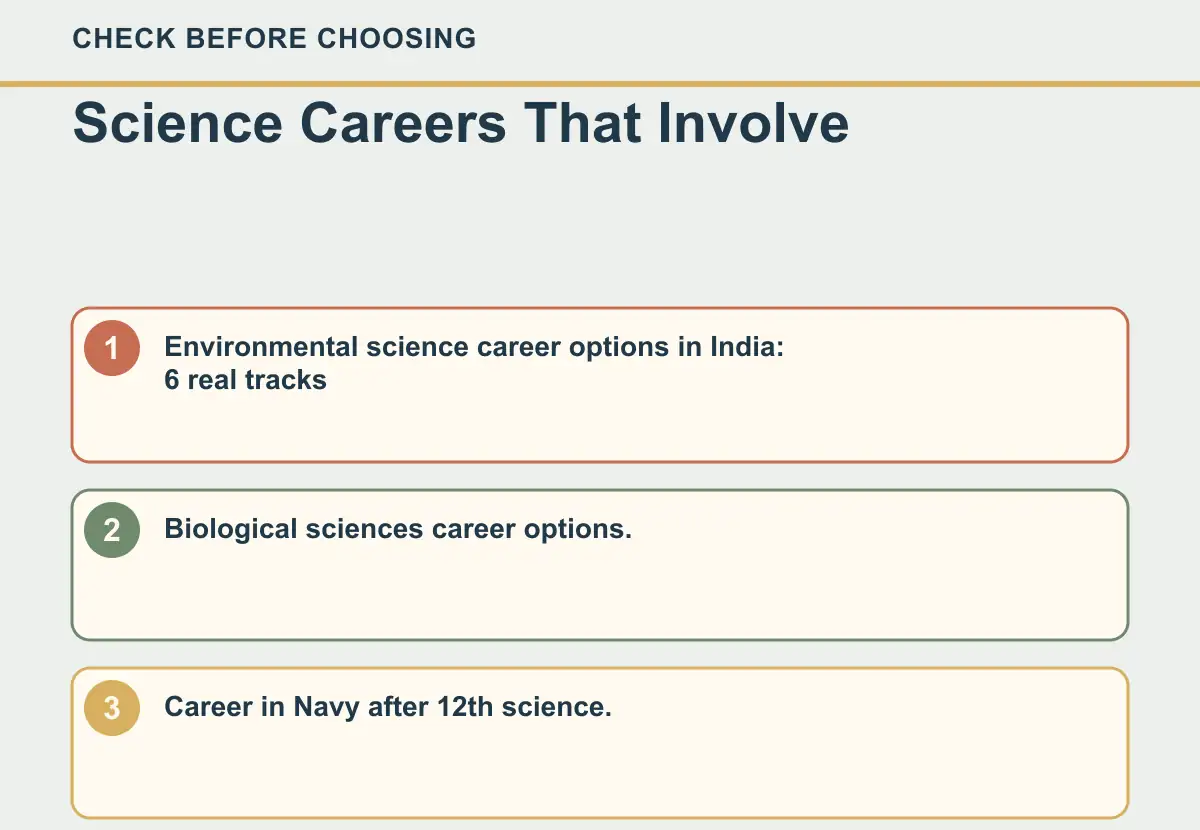 CHECK BEFORE CHOOSING
Science Careers That Involve
1
Environmental science career options in India:
6 real tracks
2
Biological sciences career options.
3
Career in Navy after 12th science.